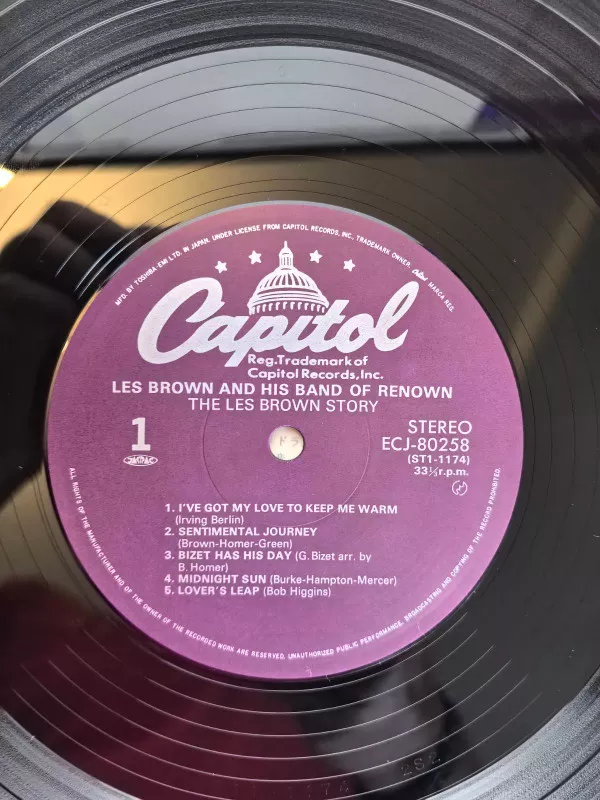 MFD. BY TOSHIBA-EMI LTD. IN JAPAN. UNDER LICENSE FROM CAPITOL RECORDS, INC., TRADEMARK OWNER. Capitol MARCA REG.
Capitol
Reg.Trademark of
Capitol Records,Inc.
LES BROWN AND HIS BAND OF RENOWN
THE LES BROWN STORY
1
JASRAC
STEREO
ECJ-80258
(ST1-1174)
33⅓r.p.m.
1. I'VE GOT MY LOVE TO KEEP ME WARM
(Irving Berlin)
2. SENTIMENTAL JOURNEY
(Brown-Homer-Green)
3. BIZET HAS HIS DAY (G. Bizet arr. by
B. Homer)
4. MIDNIGHT SUN (Burke-Hampton-Mercer)
5. LOVER'S LEAP (Bob Higgins)
ALL RIGHTS OF THE MANUFACTURER AND OF THE OWNER OF THE RECORDED WORK ARE RESERVED. UNAUTHORIZED PUBLIC PERFORMANCE, BROADCASTING AND COPYING OF THE RECORD PROHIBITED.